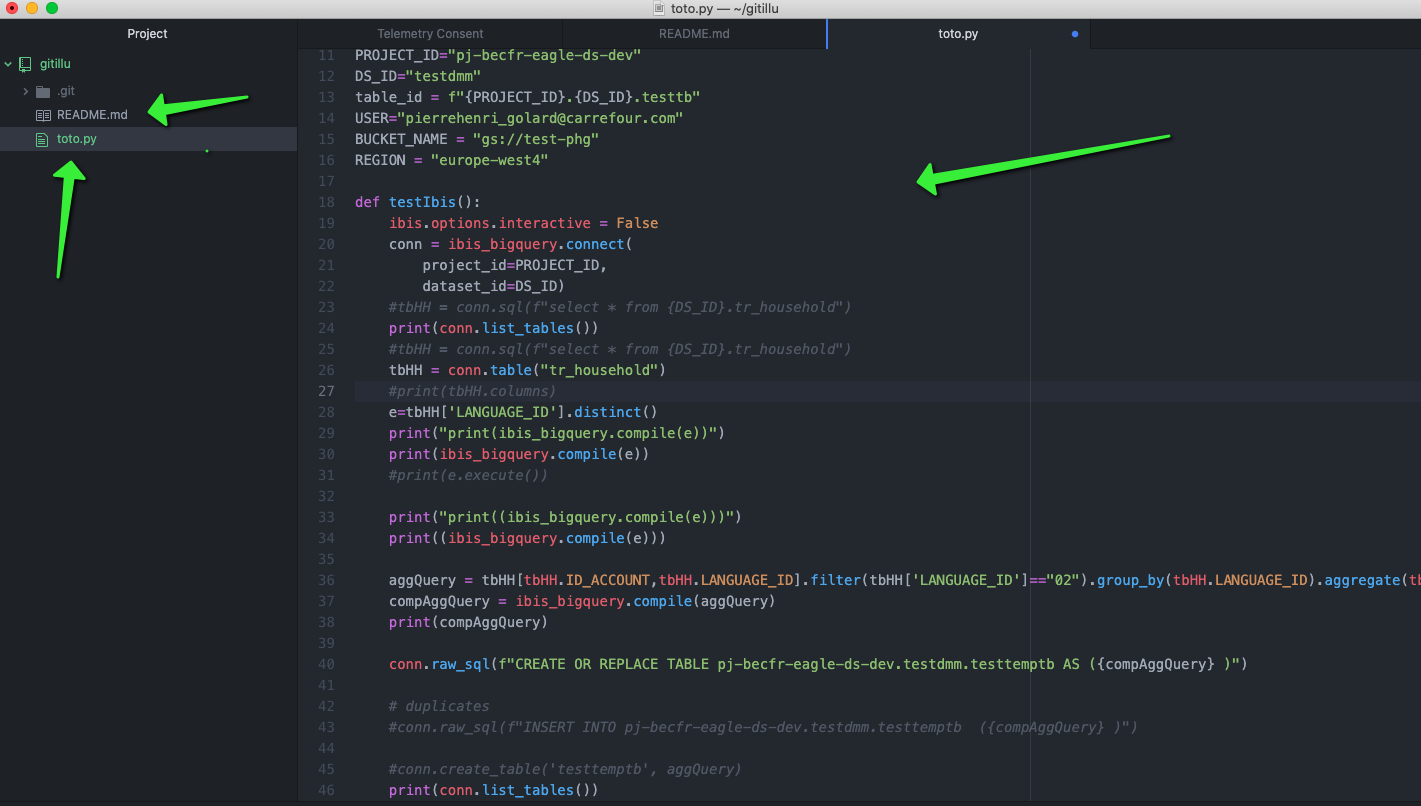 toto.py — ~/gitillu
Project
Telemetry Consent
README.md
toto.py
gitillu
.git
README.md
toto.py
11 PROJECT_ID="pj-becfr-eagle-ds-dev"
12 DS_ID="testdmm"
13 table_id = f"{PROJECT_ID}.{DS_ID}.testtb"
14 USER="pierrehenri_golard@carrefour.com"
15 BUCKET_NAME = "gs://test-phg"
16 REGION = "europe-west4"
17
18 def testIbis():
19     ibis.options.interactive = False
20     conn = ibis_bigquery.connect(
21         project_id=PROJECT_ID,
22         dataset_id=DS_ID)
23     #tbHH = conn.sql(f"select * from {DS_ID}.tr_household")
24     print(conn.list_tables())
25     #tbHH = conn.sql(f"select * from {DS_ID}.tr_household")
26     tbHH = conn.table("tr_household")
27     #print(tbHH.columns)
28     e=tbHH['LANGUAGE_ID'].distinct()
29     print("print(ibis_bigquery.compile(e))")
30     print(ibis_bigquery.compile(e))
31     #print(e.execute())
32
33     print("print((ibis_bigquery.compile(e)))")
34     print((ibis_bigquery.compile(e)))
35
36     aggQuery = tbHH[tbHH.ID_ACCOUNT,tbHH.LANGUAGE_ID].filter(tbHH['LANGUAGE_ID']=="02").group_by(tbHH.LANGUAGE_ID).aggregate(tb
37     compAggQuery = ibis_bigquery.compile(aggQuery)
38     print(compAggQuery)
39
40     conn.raw_sql(f"CREATE OR REPLACE TABLE pj-becfr-eagle-ds-dev.testdmm.testtemptb AS ({compAggQuery} )")
41
42     # duplicates
43     #conn.raw_sql(f"INSERT INTO pj-becfr-eagle-ds-dev.testdmm.testtemptb  ({compAggQuery} )")
44
45     #conn.create_table('testtemptb', aggQuery)
46     print(conn.list_tables())